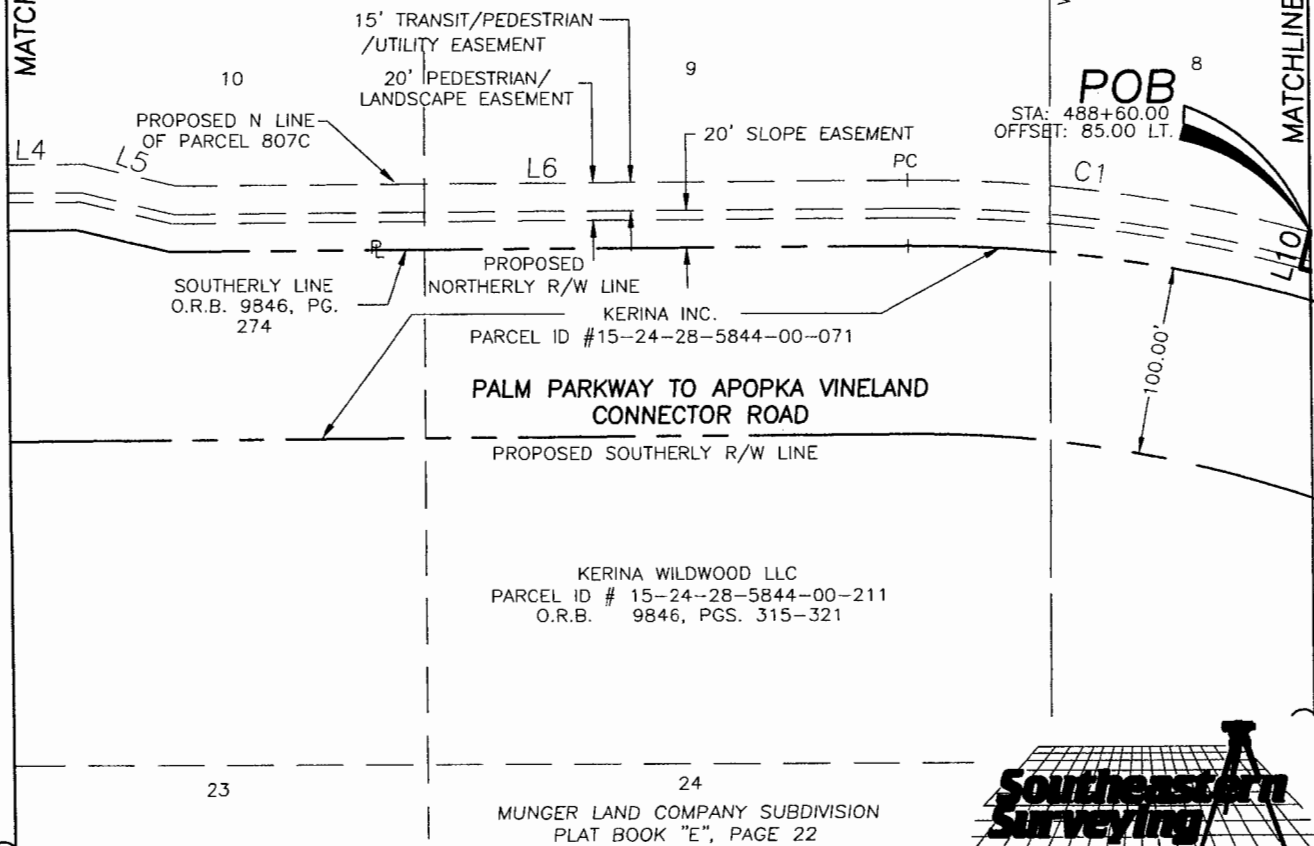 MATCH
15' TRANSIT/PEDESTRIAN
/UTILITY EASEMENT
20' PEDESTRIAN/
LANDSCAPE EASEMENT
10
9
8
MATCHLINE
PROPOSED N LINE
OF PARCEL 807C
20' SLOPE EASEMENT
POB
STA: 488+60.00
OFFSET: 85.00 LT.
L4
L5
L6
PC
C1
L10
PL
SOUTHERLY LINE
O.R.B. 9846, PG.
274
PROPOSED
NORTHERLY R/W LINE
KERINA INC.
PARCEL ID #15-24-28-5844-00-071
100.00'
PALM PARKWAY TO APOPKA VINELAND
CONNECTOR ROAD
PROPOSED SOUTHERLY R/W LINE
KERINA WILDWOOD LLC
PARCEL ID # 15-24-28-5844-00-211
O.R.B. 9846, PGS. 315-321
23
24
MUNGER LAND COMPANY SUBDIVISION
PLAT BOOK "E", PAGE 22
Southeastern
Surveying